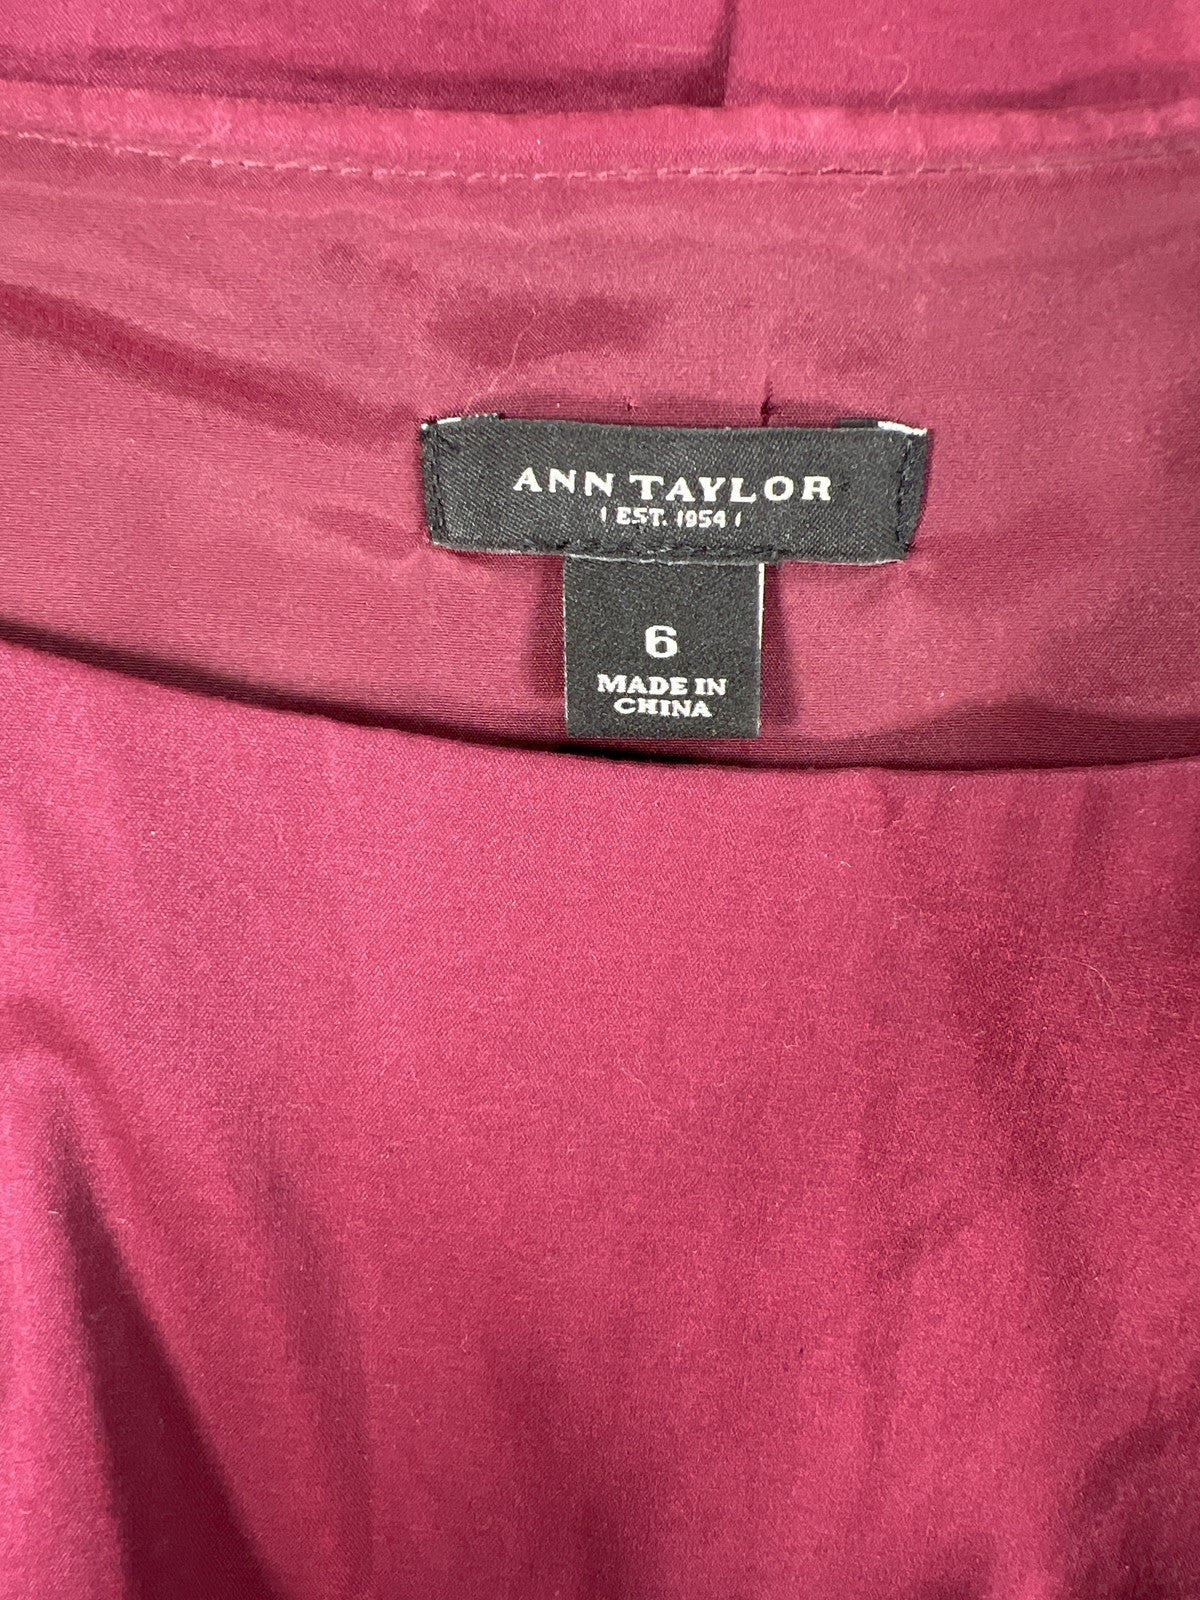 ANN TAYLOR
| EST. 1954 |
6
MADE IN
CHINA